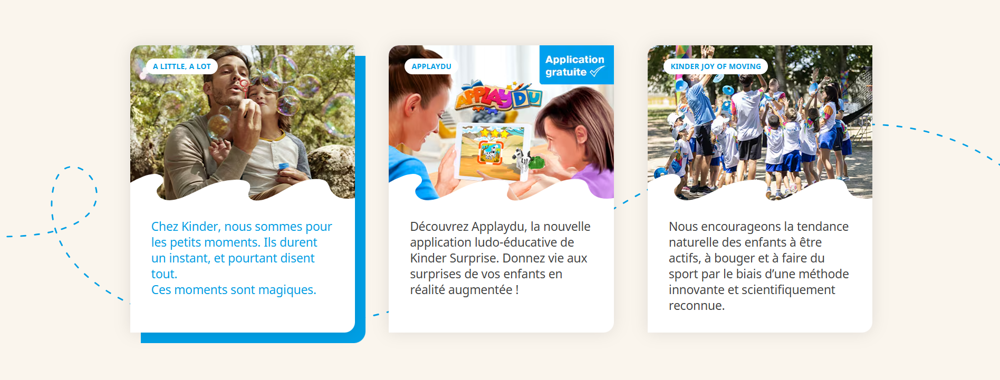 A LITTLE, A LOT
Chez Kinder, nous sommes pour
les petits moments. Ils durent
un instant, et pourtant disent
tout.
Ces moments sont magiques.
APPLAYDU
Application
gratuite
APPLAYDU
Découvrez Applaydu, la nouvelle
application ludo-éducative de
Kinder Surprise. Donnez vie aux
surprises de vos enfants en
réalité augmentée !
KINDER JOY OF MOVING
Nous encourageons la tendance
naturelle des enfants à être
actifs, à bouger et à faire du
sport par le biais d’une méthode
innovante et scientifiquement
reconnue.